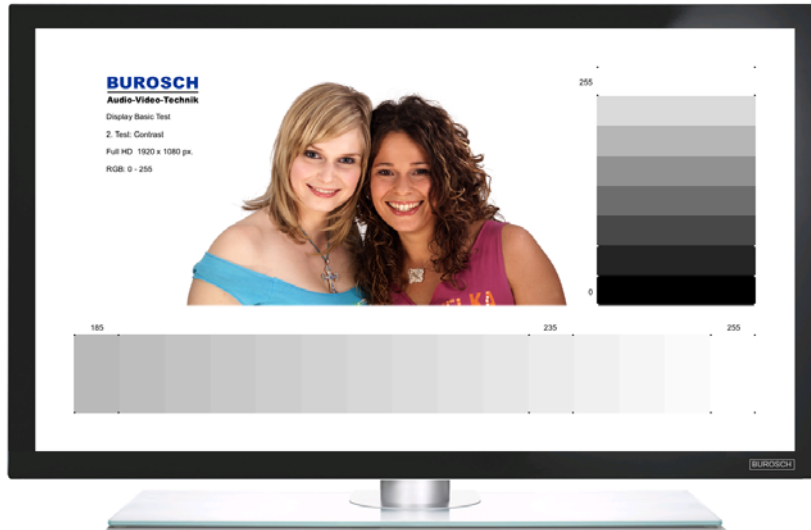 BUROSCH
Audio-Video-Technik
Display Basic Test
2. Test: Contrast
Full HD 1920 x 1080 px.
RGB: 0 - 255
255
0
185
235
255
BUROSCH